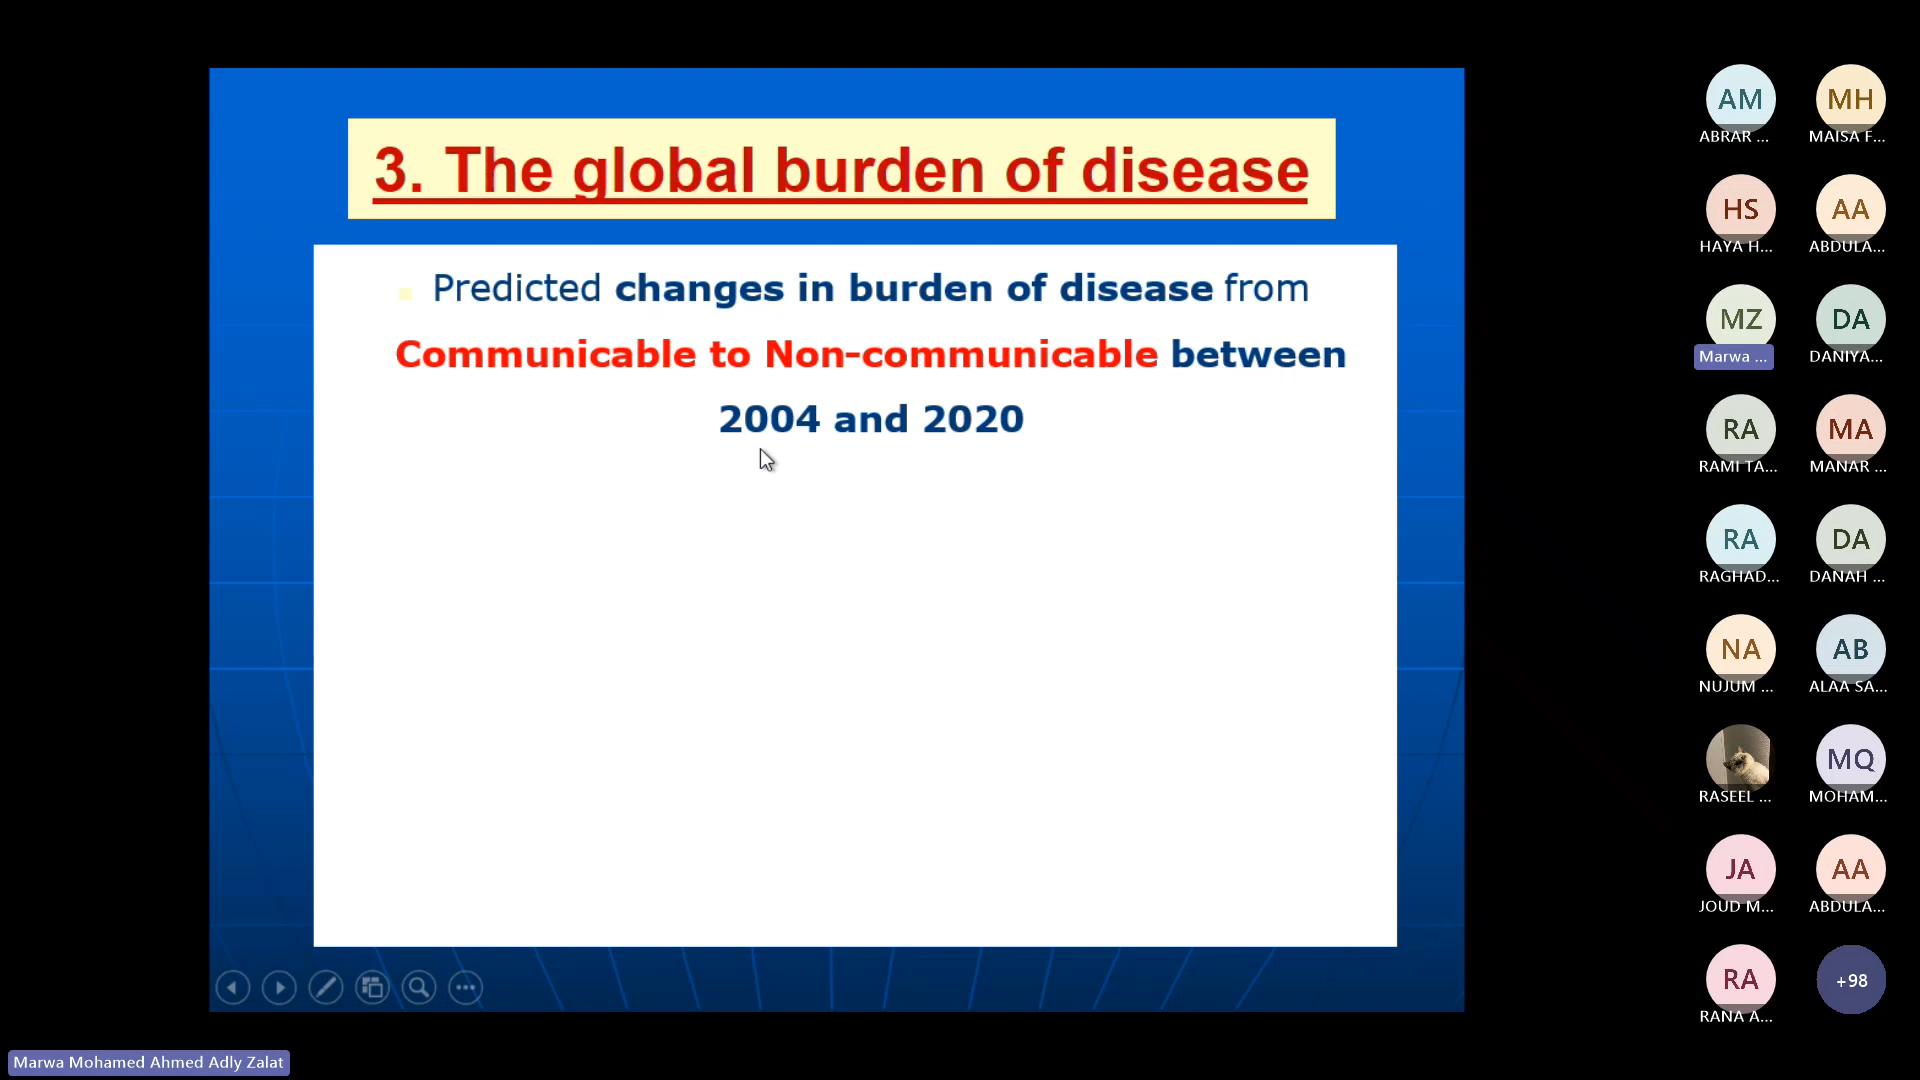 3. The global burden of disease
Predicted changes in burden of disease from
Communicable to Non-communicable between
2004 and 2020
AM
ABRAR ...
MH
MAISA F...
HS
HAYA H...
AA
ABDULA...
MZ
Marwa ...
DA
DANIYA...
RA
RAMI TA...
MA
MANAR ...
RA
RAGHAD...
DA
DANAH ...
NA
NUJUM ...
AB
ALAA SA...
RASEEL ...
MQ
MOHAM...
JA
JOUD M...
AA
ABDULA...
RA
RANA A...
+98
Marwa Mohamed Ahmed Adly Zalat